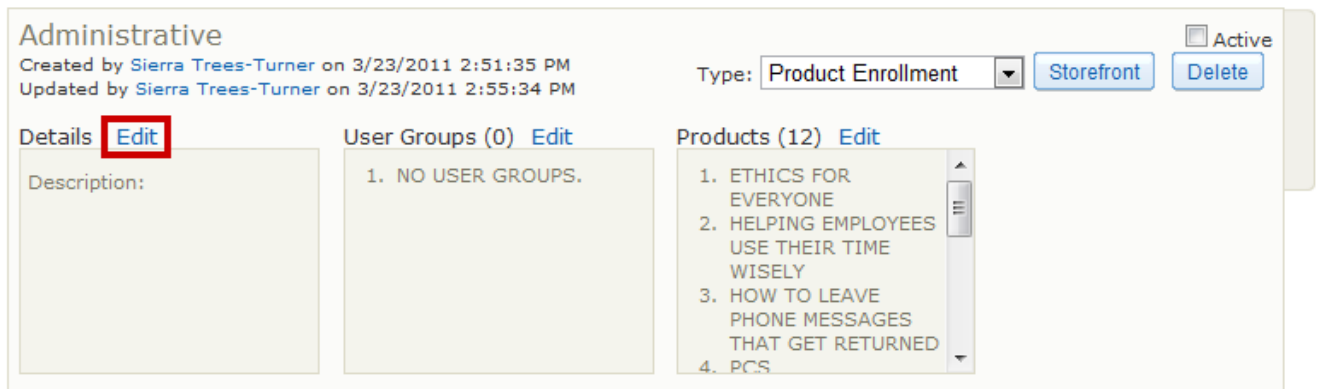 Administrative
Active
Created by Sierra Trees-Turner on 3/23/2011 2:51:35 PM
Updated by Sierra Trees-Turner on 3/23/2011 2:55:34 PM
Type: Product Enrollment Storefront Delete
Details Edit
Description:
User Groups (0) Edit
1. NO USER GROUPS.
Products (12) Edit
1. ETHICS FOR
EVERYONE
2. HELPING EMPLOYEES
USE THEIR TIME
WISELY
3. HOW TO LEAVE
PHONE MESSAGES
THAT GET RETURNED
4. PCS